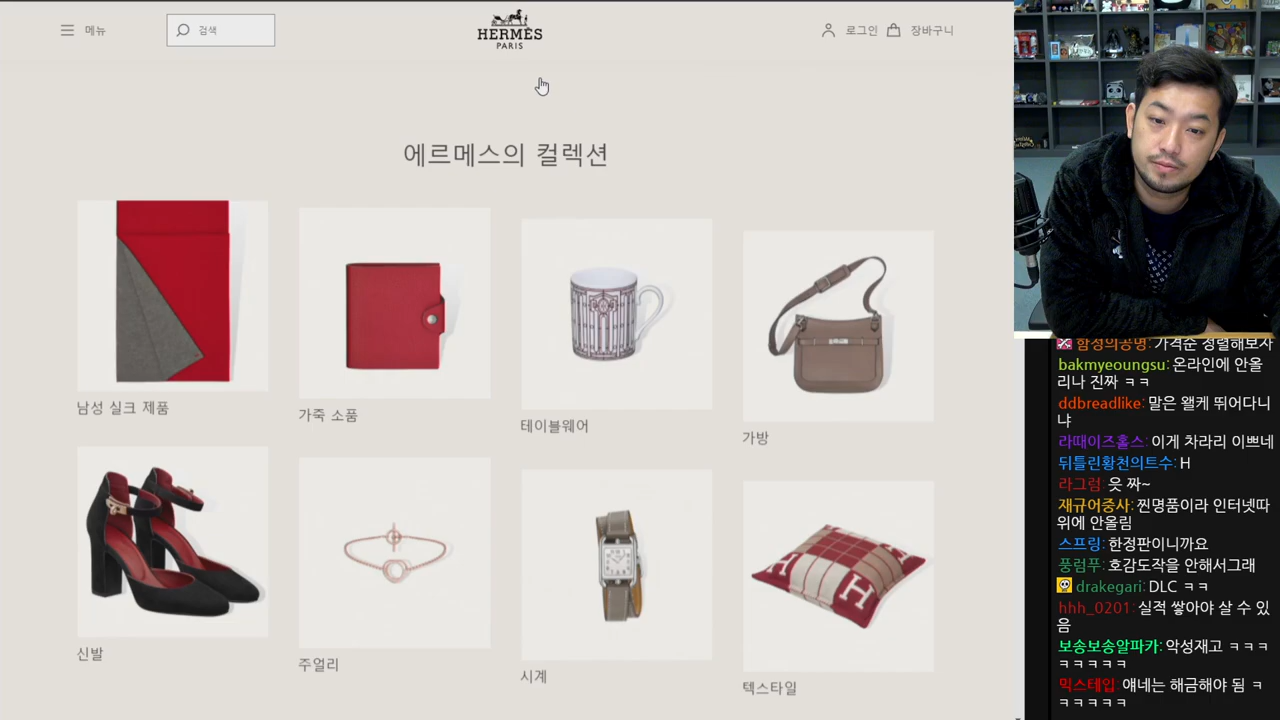 메뉴
검색
HERMÈS
PARIS
로그인
장바구니
에르메스의 컬렉션
남성 실크 제품
가죽 소품
테이블웨어
가방
신발
주얼리
시계
텍스타일
H
함정의공명: 가격순 정렬해보자
bakmyeoungsu: 온라인에 안올
리나 진짜 ㅋㅋ
ddbreadlike: 말은 왤케 뛰어다니
냐
라때이즈홀스: 이게 차라리 이쁘네
뒤틀린황천의트수: H
라그럼: 읏 짜~
재규어중사: 찐명품이라 인터넷따
위에 안올림
스프링: 한정판이니까요
풍럼푸: 호감도작을 안해서그래
drakegari: DLC ㅋㅋ
hhh_0201: 실적 쌓아야 살 수 있
음
보송보송알파카: 악성재고 ㅋㅋㅋ
ㅋㅋㅋㅋㅋ
믹스테입: 얘네는 해금해야 됨 ㅋ
ㅋㅋㅋㅋㅋ